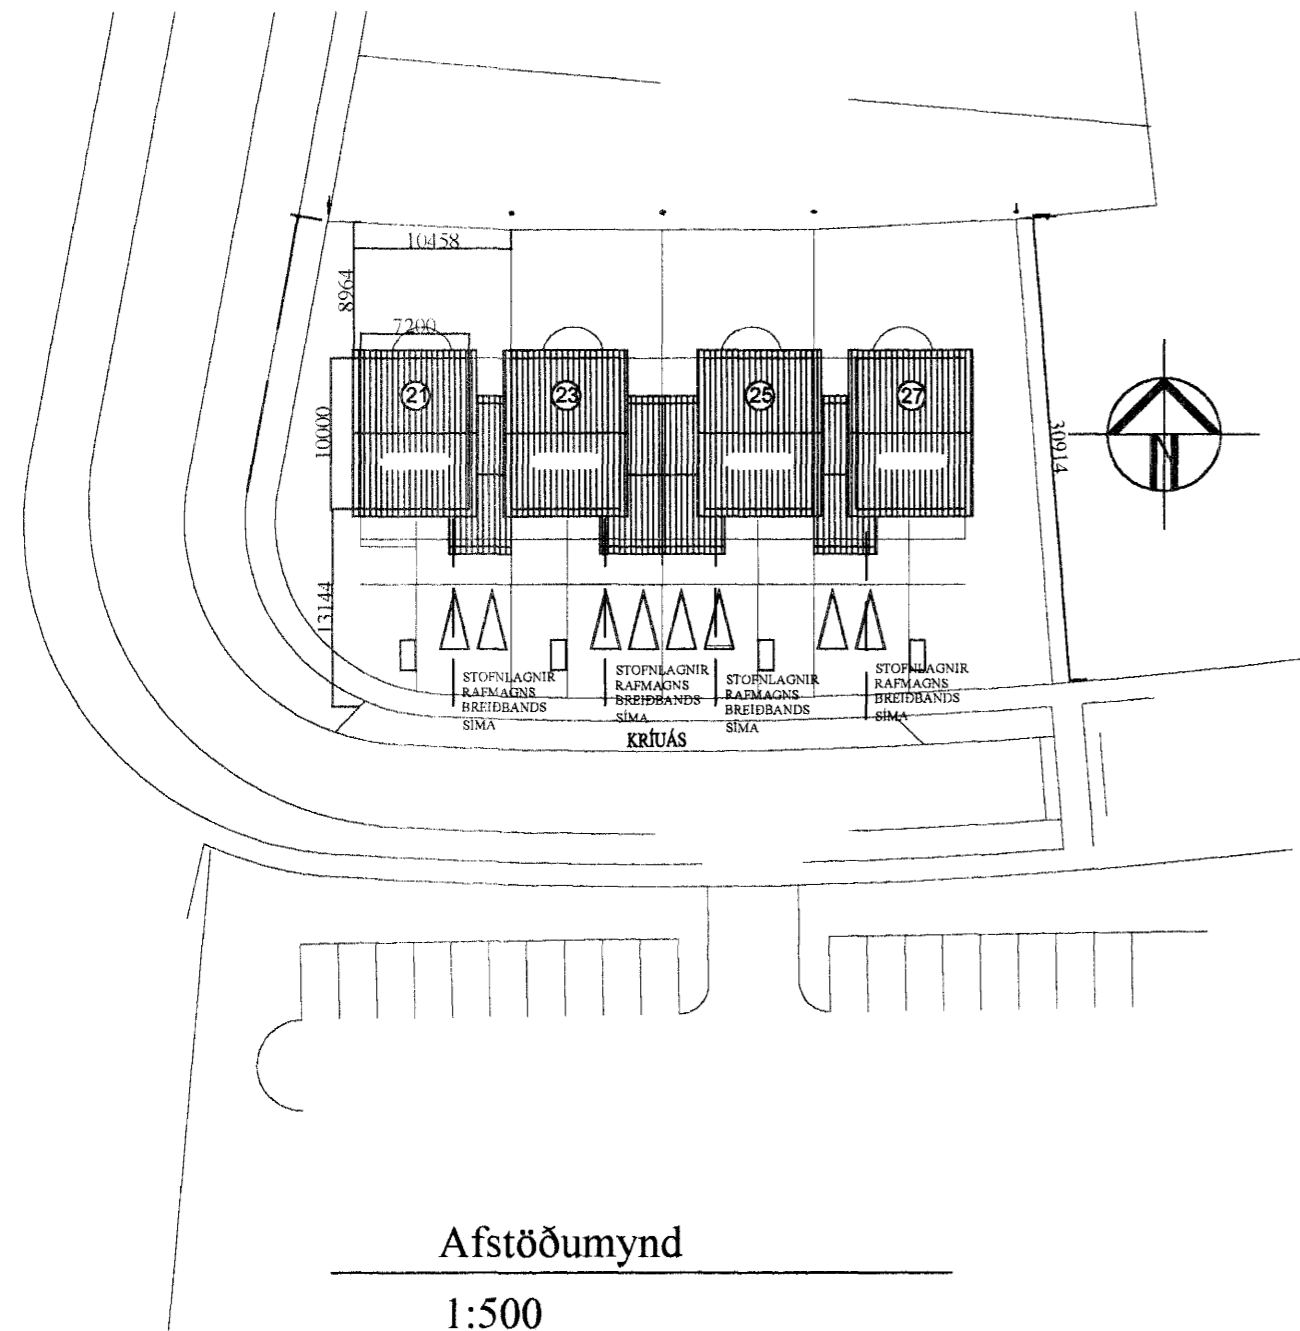 10458
8964
7200
21
23
25
27
10000
30914
N
13144
STOFNLAGNIR
RAFMAGNS
BREIÐBANDS
SÍMA
STOFNLAGNIR
RAFMAGNS
BREIÐBANDS
SÍMA
STOFNLAGNIR
RAFMAGNS
BREIÐBANDS
SÍMA
STOFNLAGNIR
RAFMAGNS
BREIÐBANDS
SÍMA
KRÍUÁS
Afstöðumynd
1:500